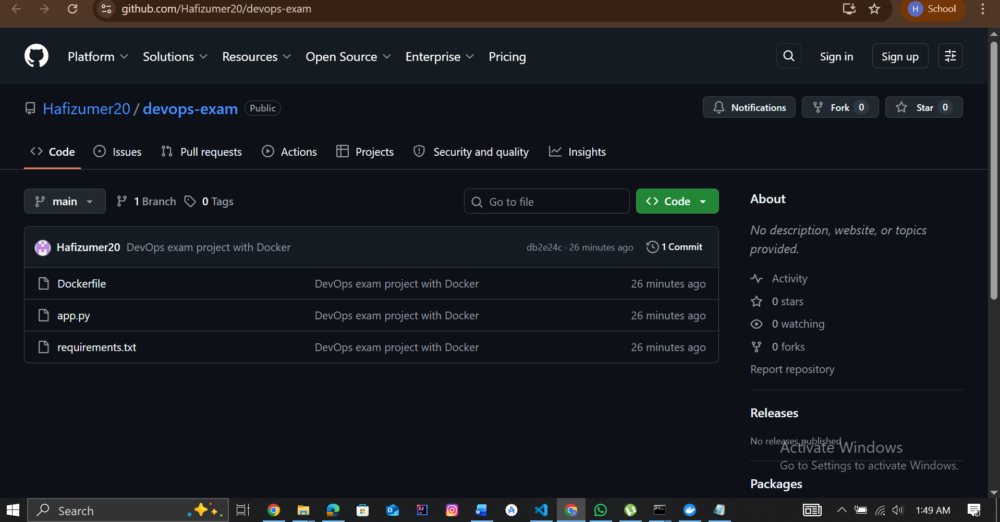 github.com/Hafizumer20/devops-exam
H School
Platform Solutions Resources Open Source Enterprise Pricing
Sign in Sign up
Hafizumer20 / devops-exam Public
Notifications Fork 0 Star 0
Code Issues Pull requests Actions Projects Security and quality Insights
main 1 Branch 0 Tags Go to file Code
Hafizumer20 DevOps exam project with Docker db2e24c · 26 minutes ago 1 Commit
Dockerfile DevOps exam project with Docker 26 minutes ago
app.py DevOps exam project with Docker 26 minutes ago
requirements.txt DevOps exam project with Docker 26 minutes ago
About
No description, website, or topics
provided.
Activity
0 stars
0 watching
0 forks
Report repository
Releases
No releases published
Activate Windows
Go to Settings to activate Windows.
Packages
Search
1:49 AM